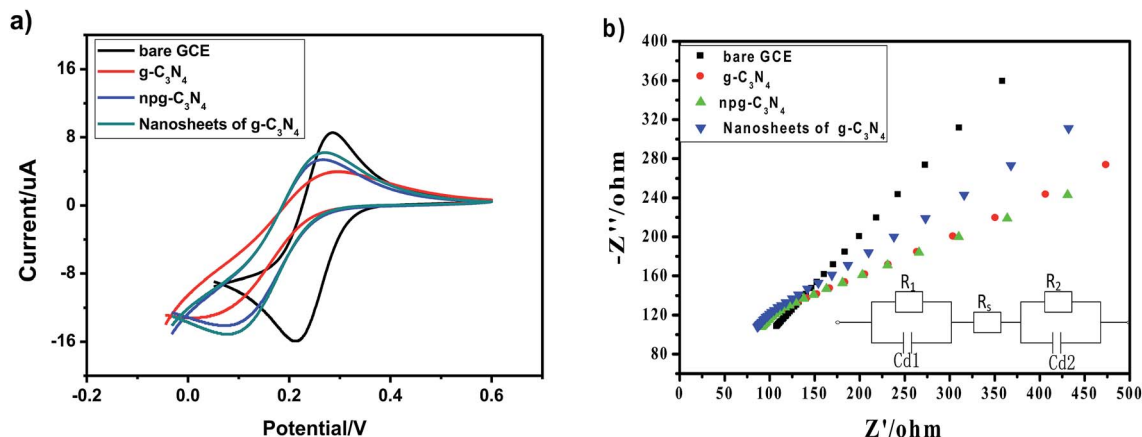 a)
bare GCE
g-C₃N₄
npg-C₃N₄
Nanosheets of g-C₃N₄
16
8
0
-8
-16
Current/uA
-0.2
0.0
0.2
0.4
0.6
Potential/V
b)
bare GCE
g-C₃N₄
npg-C₃N₄
Nanosheets of g-C₃N₄
400
360
320
280
240
200
160
120
80
-Z''/ohm
R₁
Cd1
Rₛ
R₂
Cd2
0
50
100
150
200
250
300
350
400
450
500
Z'/ohm